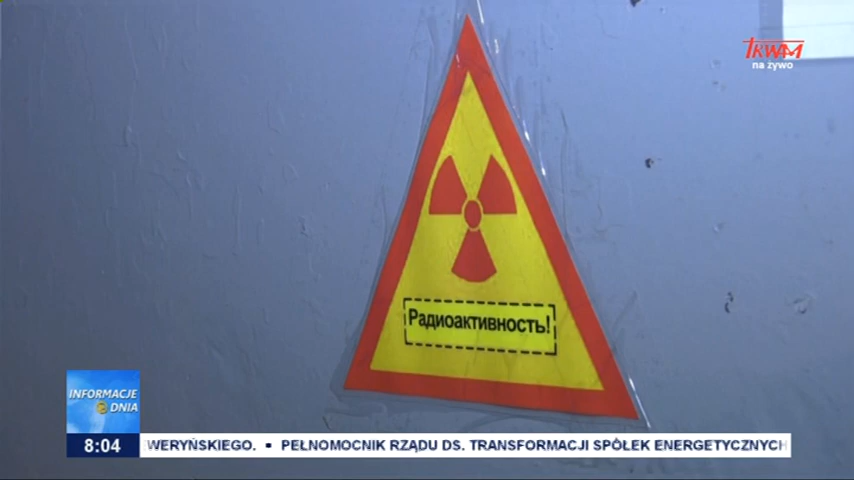 TRWAM
na żywo
Радиоактивность!
INFORMACJE
DNIA
8:04
WERYŃSKIEGO. ▪ PEŁNOMOCNIK RZĄDU DS. TRANSFORMACJI SPÓŁEK ENERGETYCZNYCH